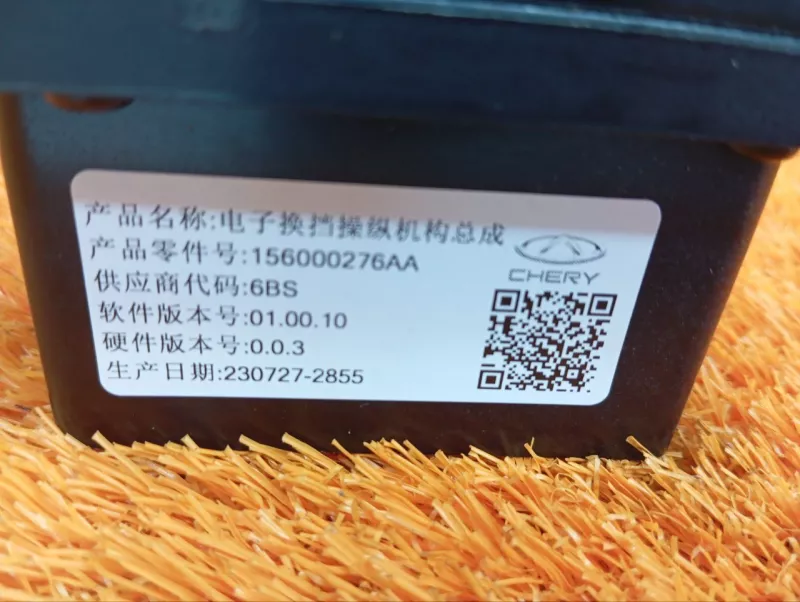 产品名称:电子换挡操纵机构总成
产品零件号:156000276AA
供应商代码:6BS
软件版本号:01.00.10
硬件版本号:0.0.3
生产日期:230727-2855
CHERY